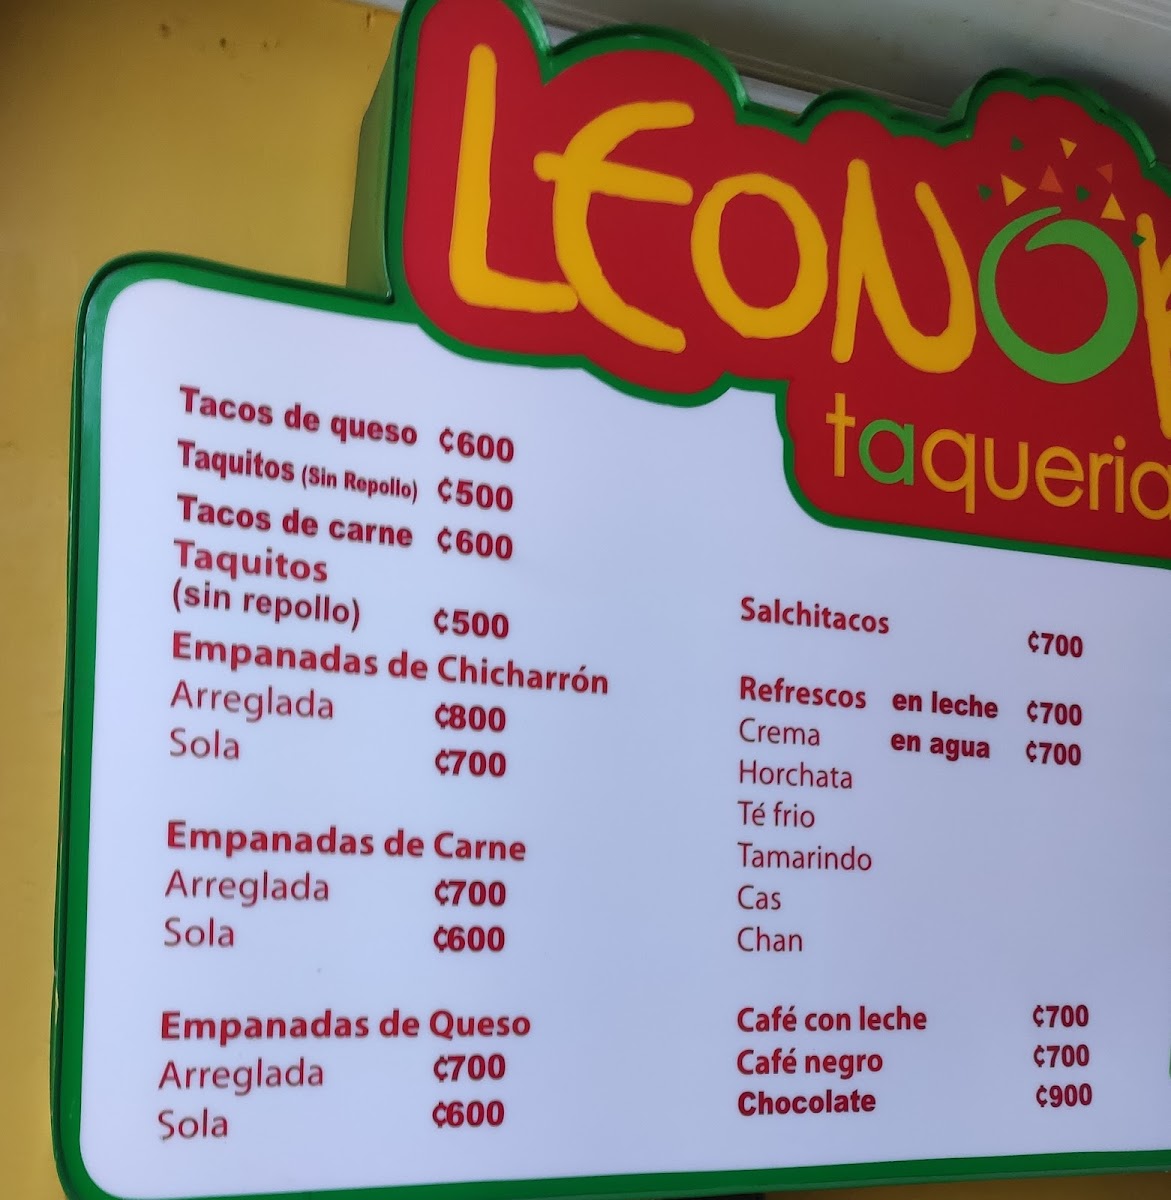 LEONOR
taqueria
Tacos de queso ¢600
Taquitos (Sin Repollo) ¢500
Tacos de carne ¢600
Taquitos
(sin repollo) ¢500
Empanadas de Chicharrón
Arreglada ¢800
Sola ¢700
Empanadas de Carne
Arreglada ¢700
Sola ¢600
Empanadas de Queso
Arreglada ¢700
Sola ¢600
Salchitacos ¢700
Refrescos en leche ¢700
Crema en agua ¢700
Horchata
Té frio
Tamarindo
Cas
Chan
Café con leche ¢700
Café negro ¢700
Chocolate ¢900